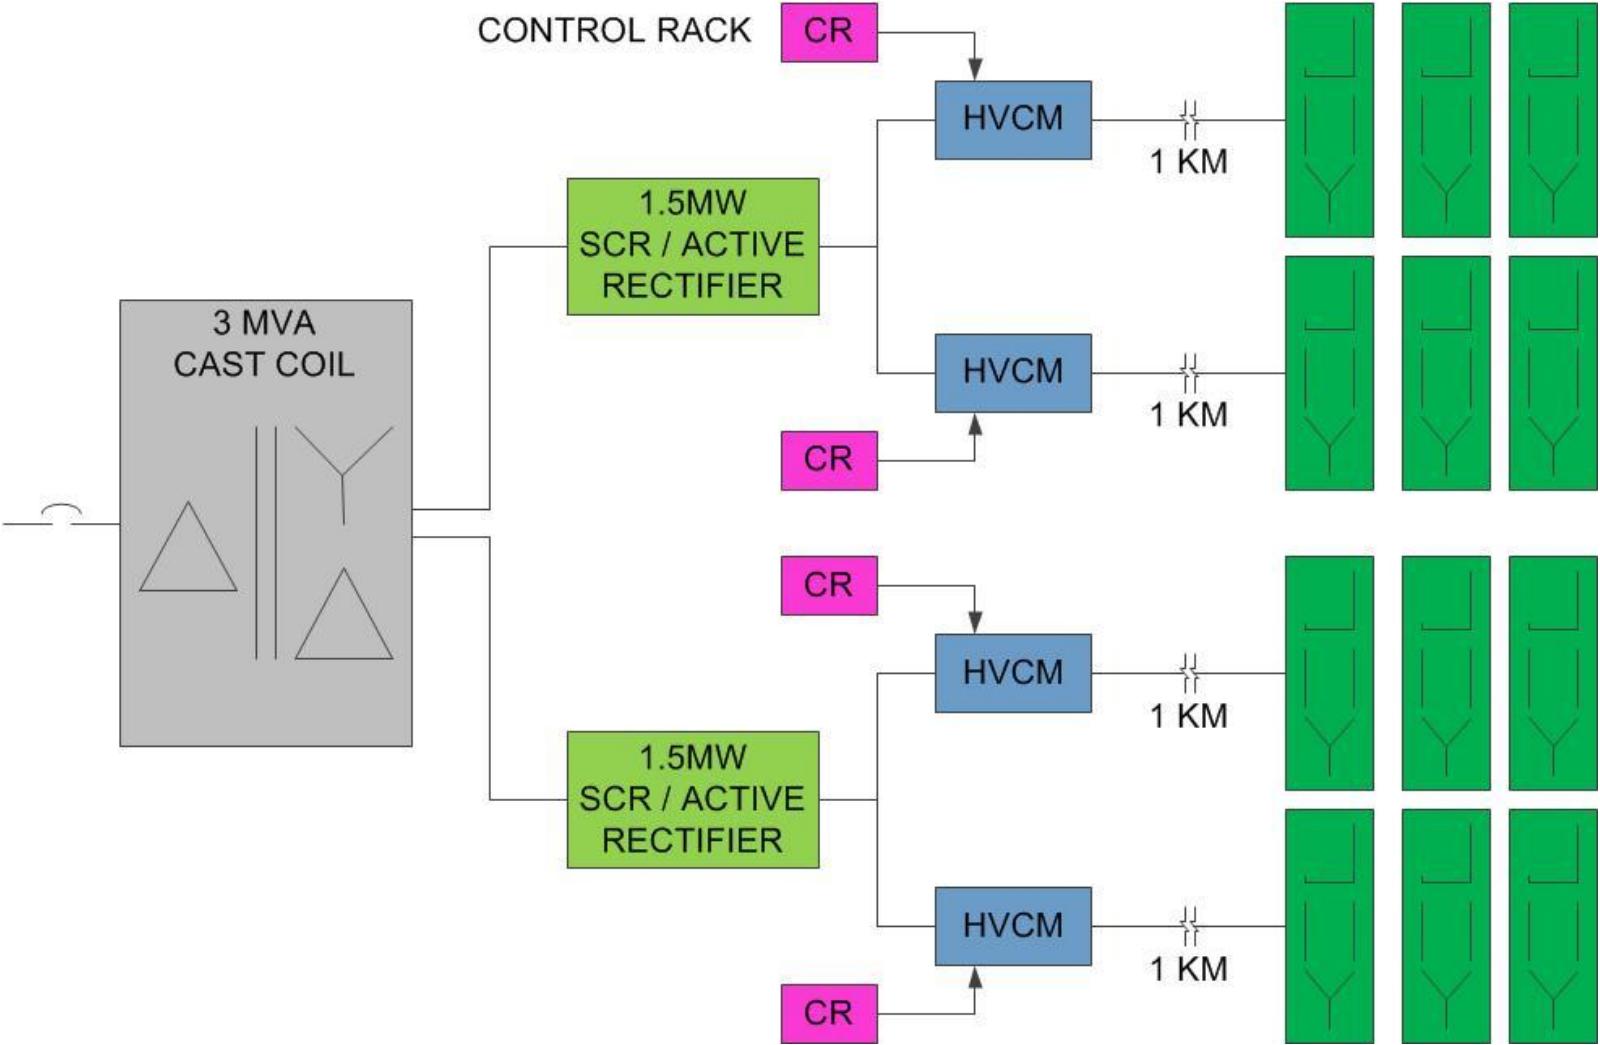 CONTROL RACK
CR
HVCM
1 KM
1.5MW
SCR / ACTIVE
RECTIFIER
3 MVA
CAST COIL
HVCM
1 KM
CR
CR
HVCM
1 KM
1.5MW
SCR / ACTIVE
RECTIFIER
HVCM
1 KM
CR